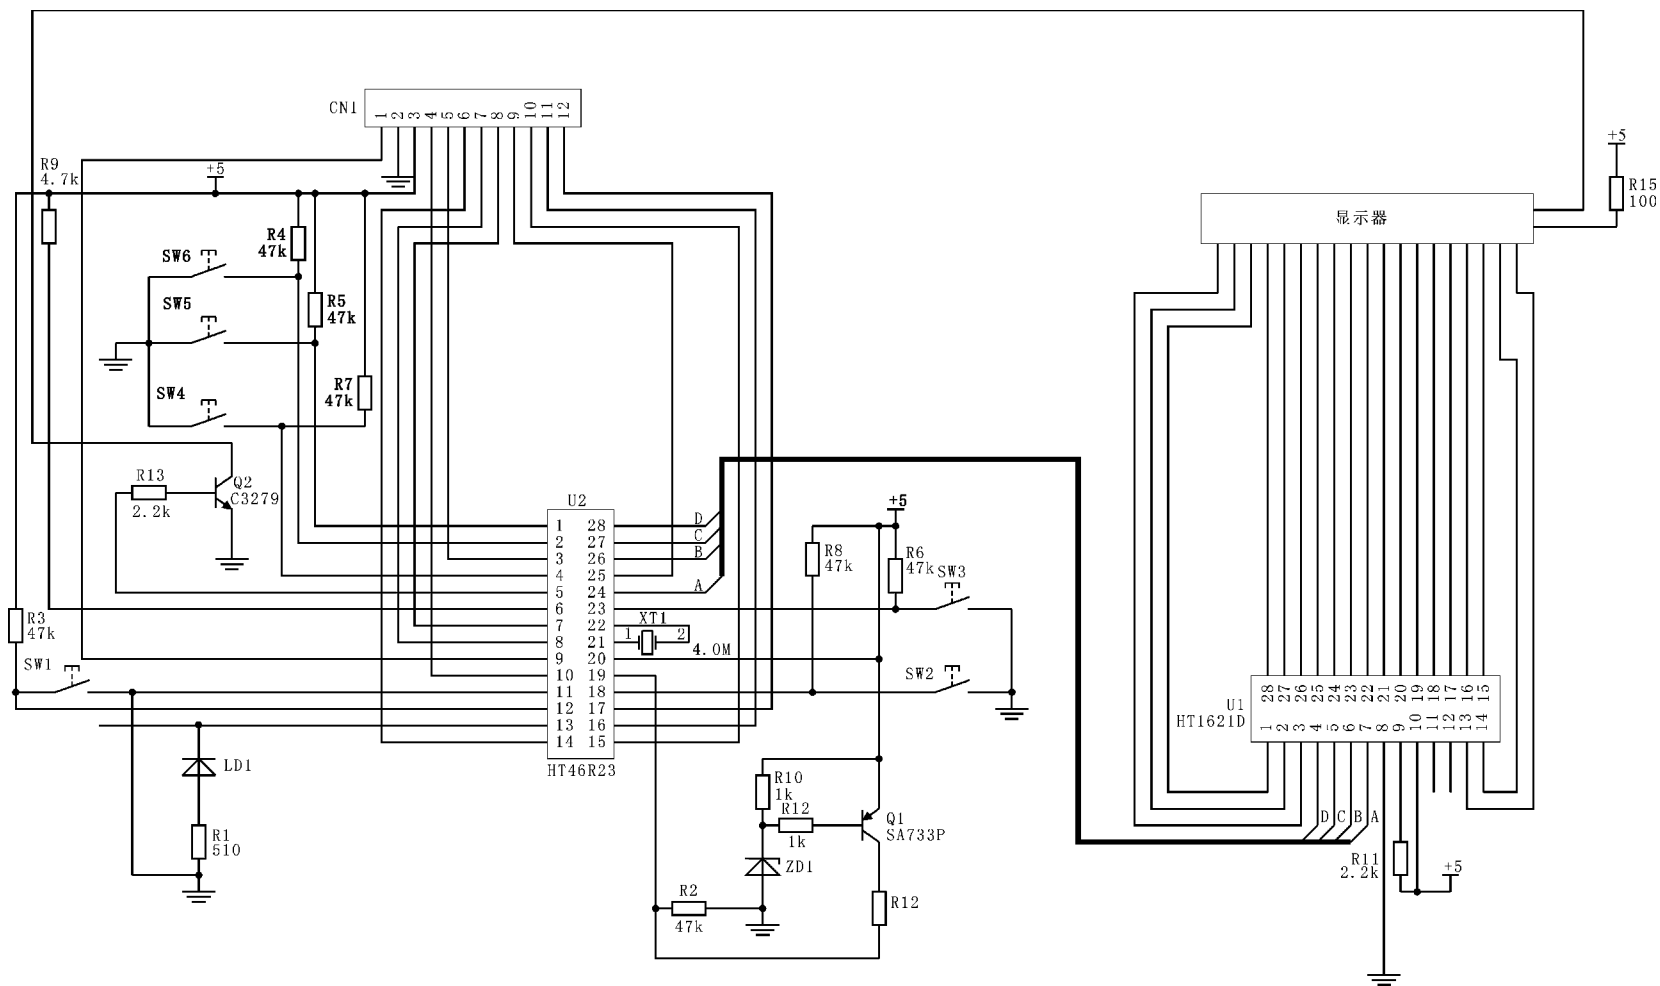 CN1
1 2 3 4 5 6 7 8 9 10 11 12
+5
R9
4.7k
+5
R15
100
显示器
R4
47k
SW6
SW5
R5
47k
SW4
R7
47k
R13
2.2k
Q2
C3279
U2
1 28
2 27
3 26
4 25
5 24
6 23
7 22
8 21
9 20
10 19
11 18
12 17
13 16
14 15
HT46R23
D
C
B
A
+5
R8
47k
R6
47k
SW3
XT1
1 2
4.0M
R3
47k
SW1
SW2
U1
HT1621D
28 27 26 25 24 23 22 21 20 19 18 17 16 15
1 2 3 4 5 6 7 8 9 10 11 12 13 14
LD1
R1
510
R10
1k
R12
1k
Q1
SA733P
ZD1
R2
47k
R12
D C B A
R11
2.2k
+5